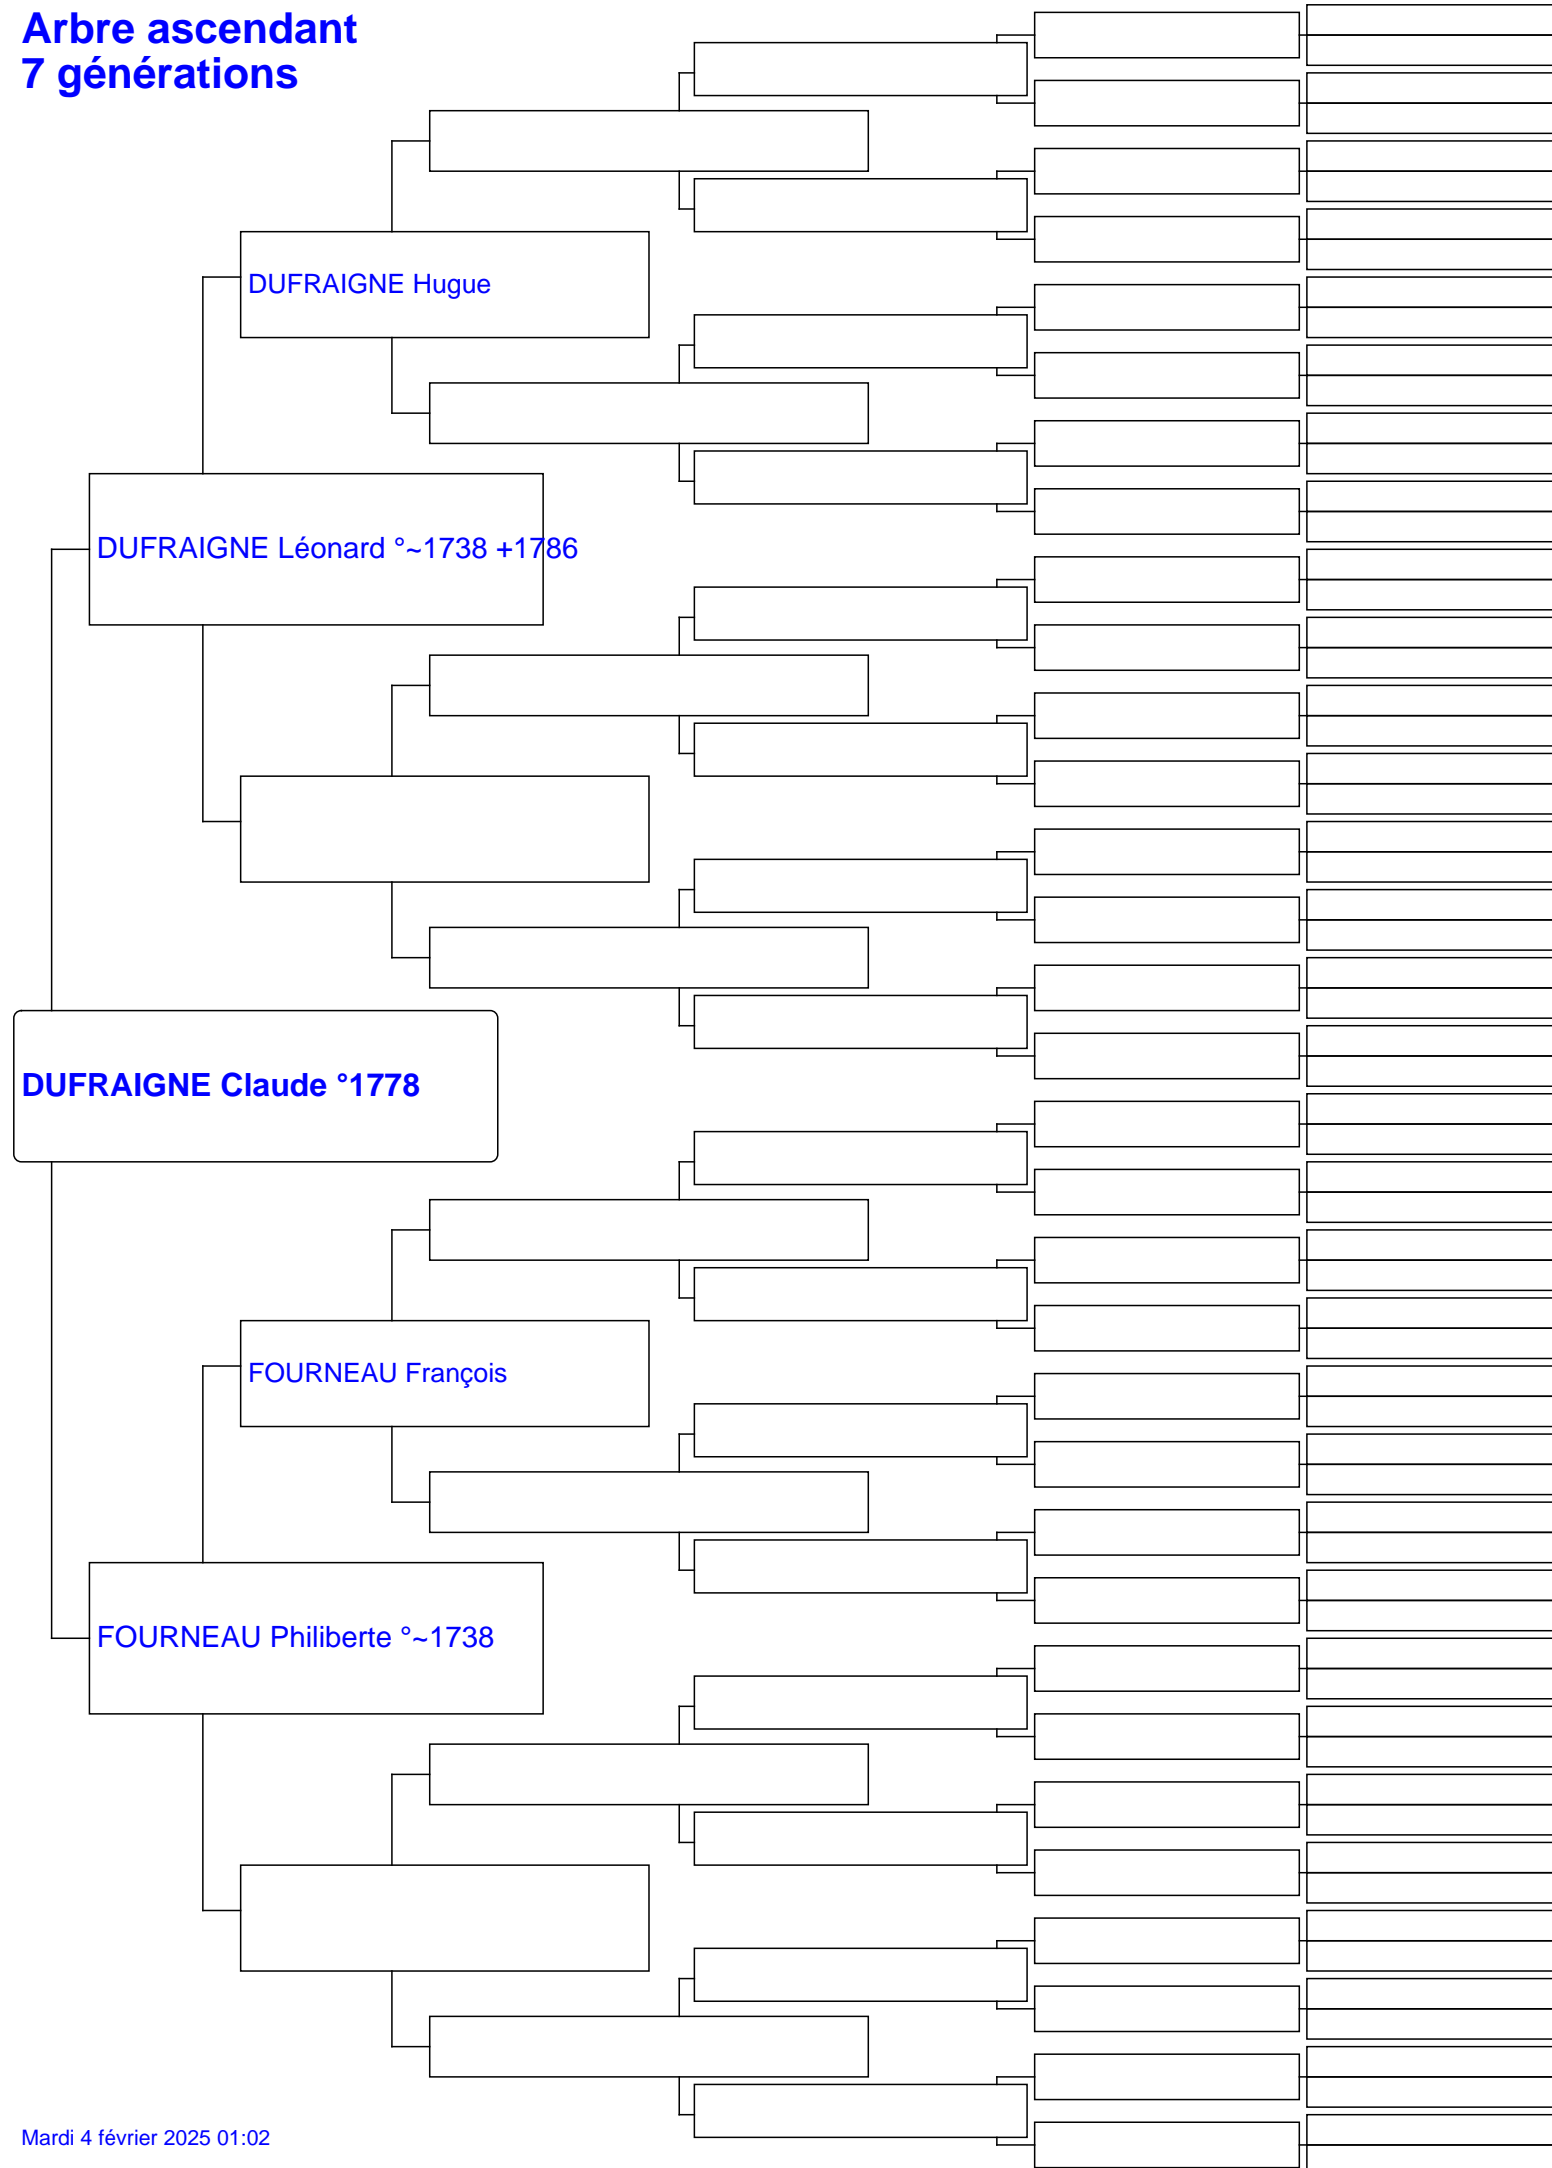 Arbre ascendant
7 générations
DUFRAIGNE Hugue
DUFRAIGNE Léonard °~1738 +1786
DUFRAIGNE Claude °1778
FOURNEAU François
FOURNEAU Philiberte °~1738
Mardi 4 février 2025 01:02